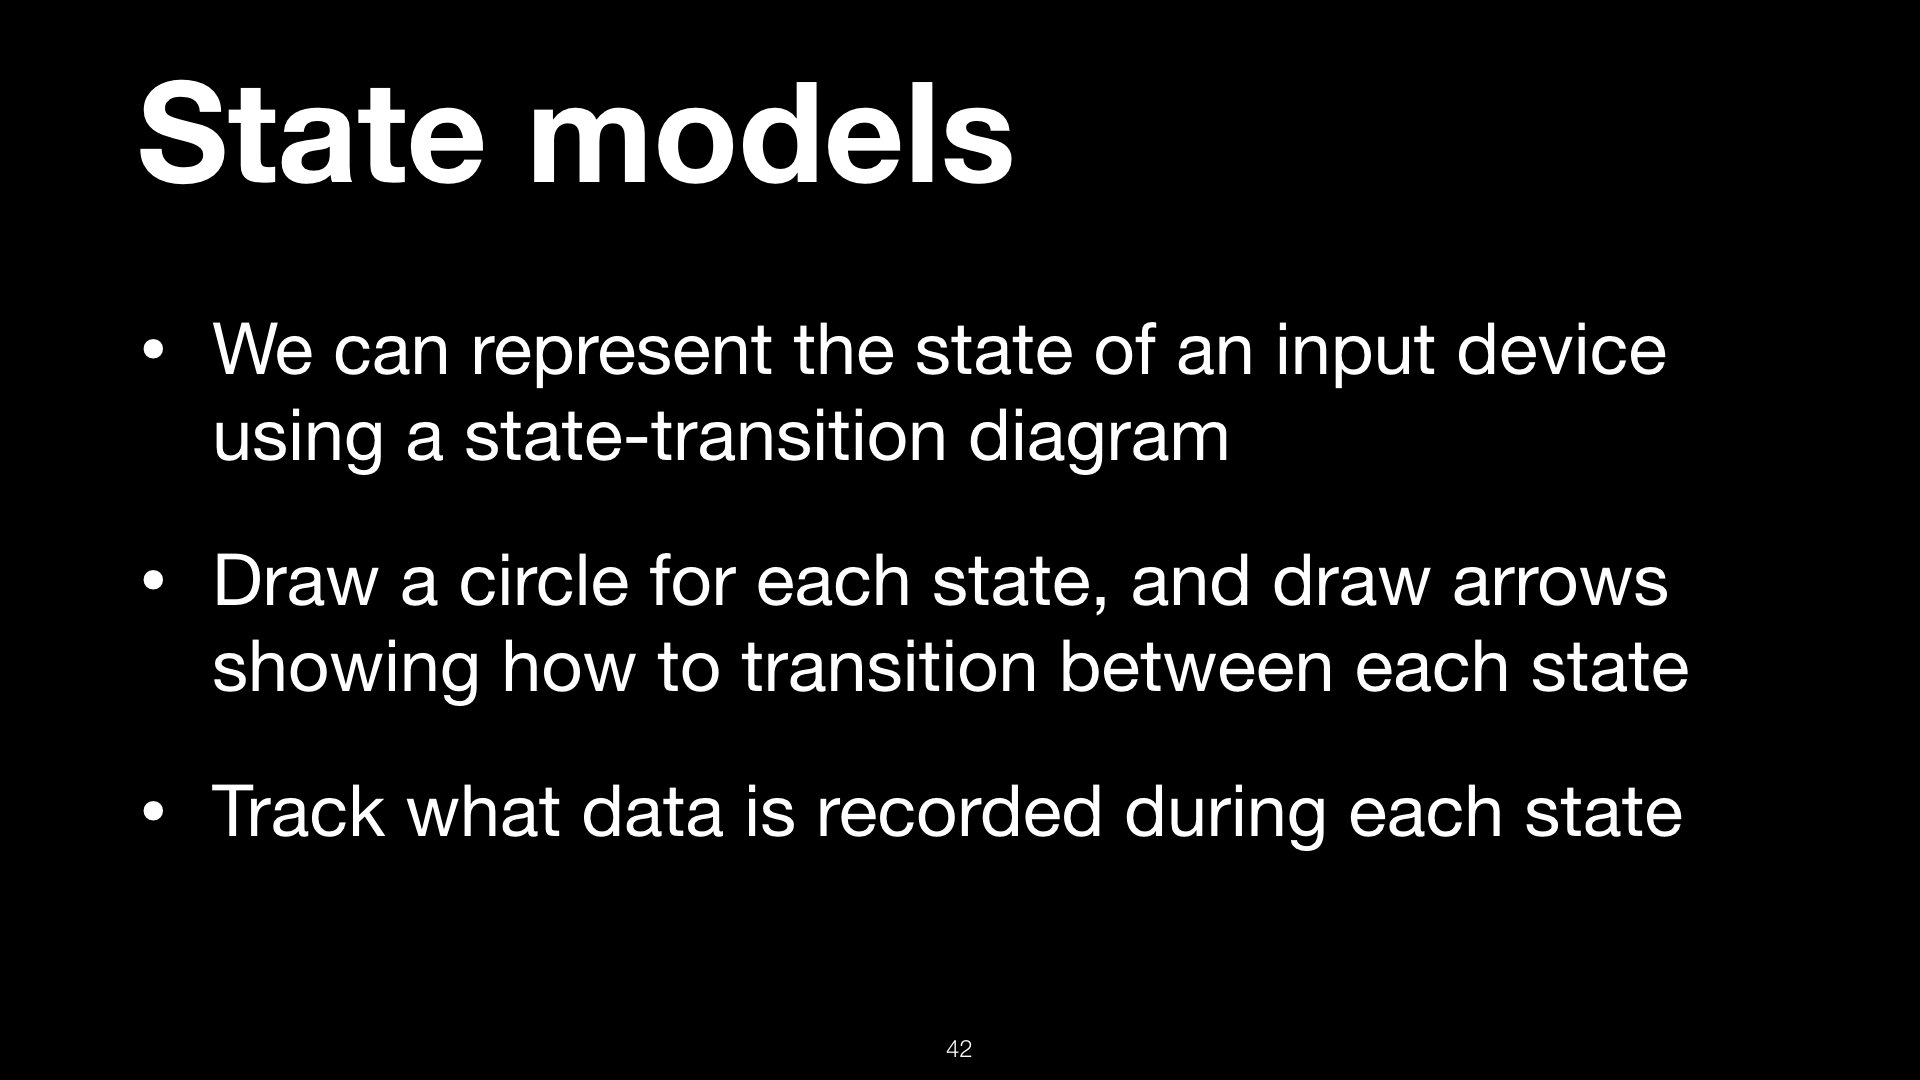 State models
• We can represent the state of an input device
using a state-transition diagram
• Draw a circle for each state, and draw arrows
showing how to transition between each state
• Track what data is recorded during each state
42